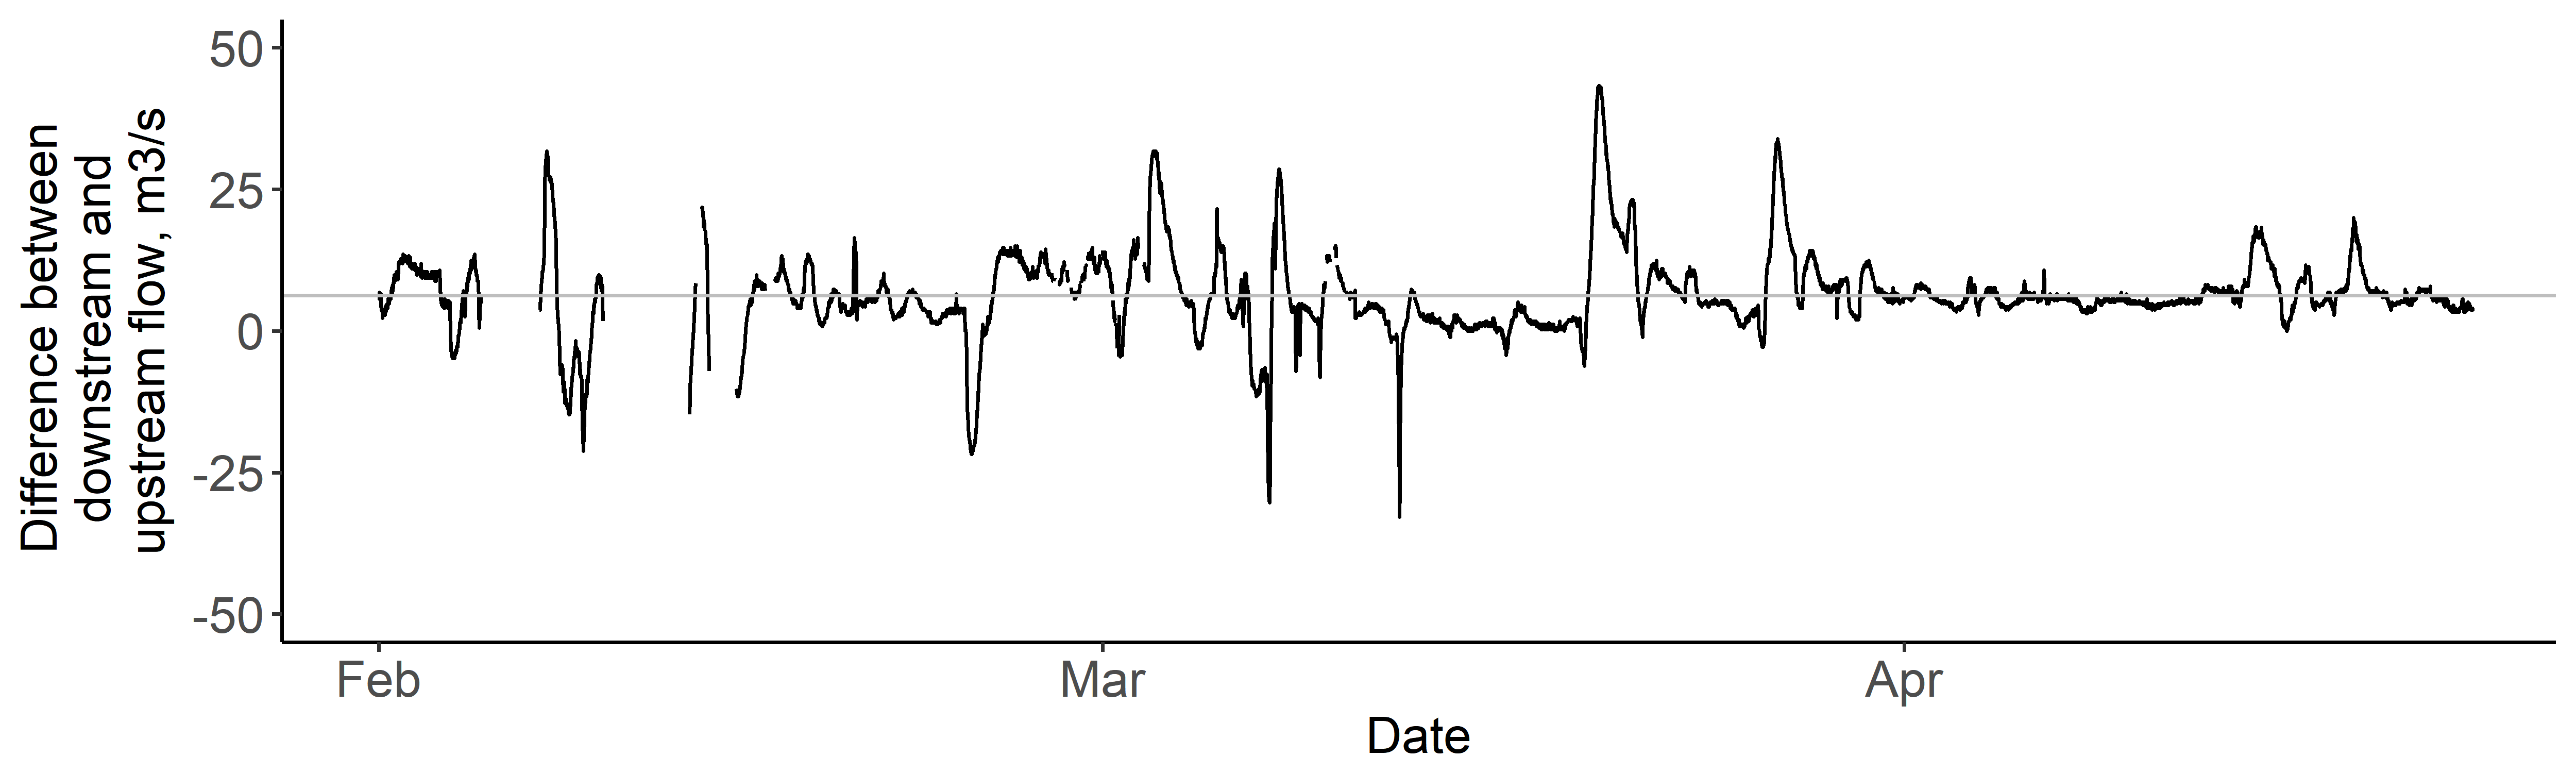 Difference between
downstream and
upstream flow, m3/s
50
25
0
-25
-50
Feb
Mar
Apr
Date